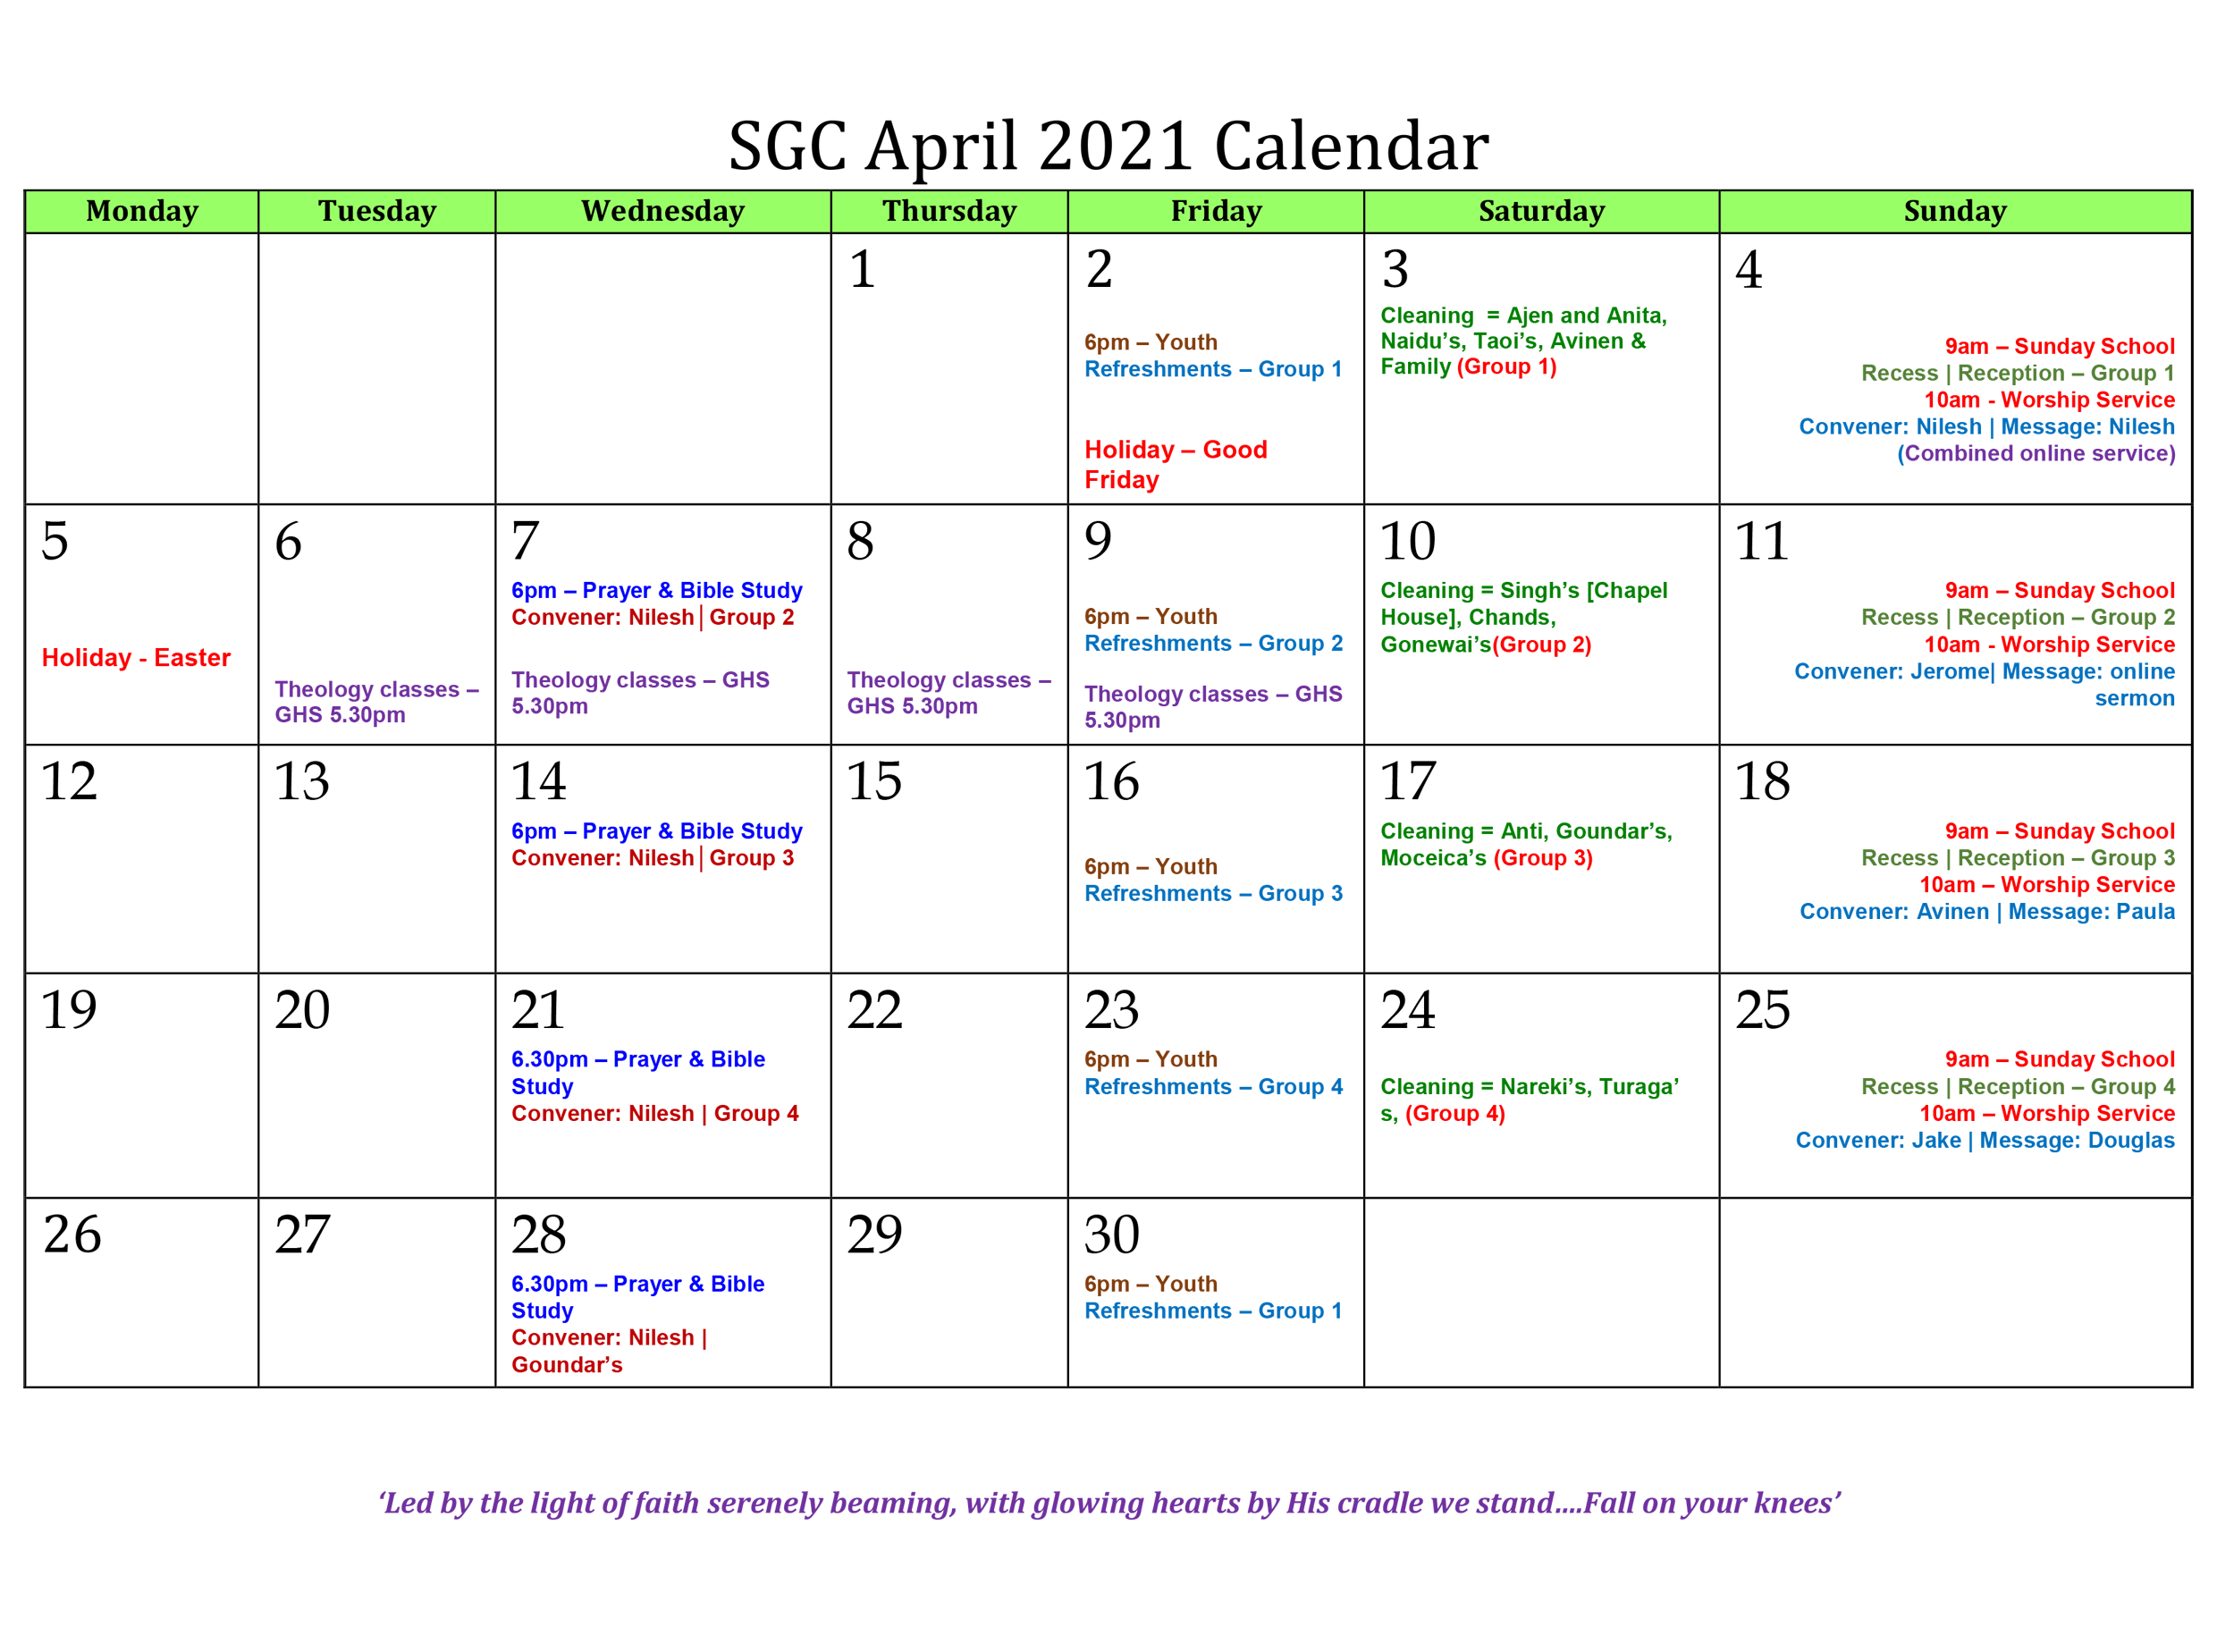 SGC April 2021 Calendar
Monday
Tuesday
Wednesday
Thursday
Friday
Saturday
Sunday
1
2
6pm – Youth
Refreshments – Group 1
Holiday – Good
Friday
3
Cleaning  = Ajen and Anita,
Naidu’s, Taoi’s, Avinen &
Family (Group 1)
4
9am – Sunday School
Recess | Reception – Group 1
10am - Worship Service
Convener: Nilesh | Message: Nilesh
(Combined online service)
5
Holiday - Easter
6
Theology classes –
GHS 5.30pm
7
6pm – Prayer & Bible Study
Convener: Nilesh│Group 2
Theology classes – GHS
5.30pm
8
Theology classes –
GHS 5.30pm
9
6pm – Youth
Refreshments – Group 2
Theology classes – GHS
5.30pm
10
Cleaning = Singh’s [Chapel
House], Chands,
Gonewai’s(Group 2)
11
9am – Sunday School
Recess | Reception – Group 2
10am - Worship Service
Convener: Jerome| Message: online
sermon
12
13
14
6pm – Prayer & Bible Study
Convener: Nilesh│Group 3
15
16
6pm – Youth
Refreshments – Group 3
17
Cleaning = Anti, Goundar’s,
Moceica’s (Group 3)
18
9am – Sunday School
Recess | Reception – Group 3
10am – Worship Service
Convener: Avinen | Message: Paula
19
20
21
6.30pm – Prayer & Bible
Study
Convener: Nilesh | Group 4
22
23
6pm – Youth
Refreshments – Group 4
24
Cleaning = Nareki’s, Turaga’
s, (Group 4)
25
9am – Sunday School
Recess | Reception – Group 4
10am – Worship Service
Convener: Jake | Message: Douglas
26
27
28
6.30pm – Prayer & Bible
Study
Convener: Nilesh |
Goundar’s
29
30
6pm – Youth
Refreshments – Group 1
‘Led by the light of faith serenely beaming, with glowing hearts by His cradle we stand….Fall on your knees’